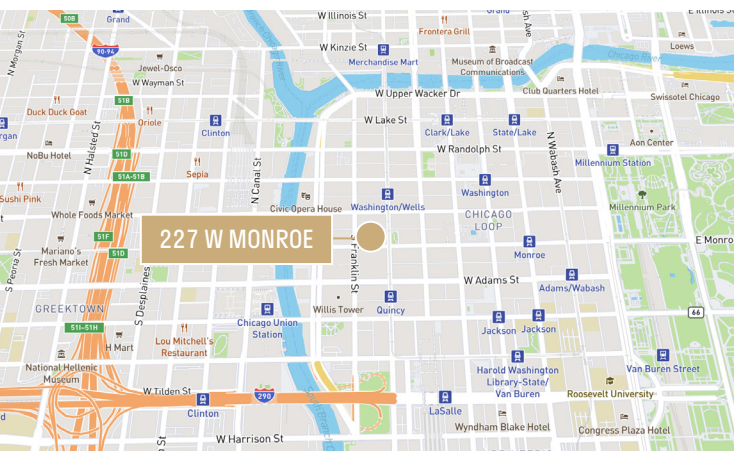 50B
Grand
W Illinois St
Grand
E Illinois St
Frontera Grill
N Morgan St
90-94
W Kinzie St
Merchandise Mart
Museum of Broadcast
Communications
Chicago River
Loews
Jewel-Osco
W Wayman St
W Upper Wacker Dr
Club Quarters Hotel
Swissotel Chicago
51B
Duck Duck Goat
Oriole
Clinton
W Lake St
Clark/Lake
State/Lake
N Halsted St
NoBu Hotel
51D
W Randolph St
N Wabash Ave
Aon Center
Millennium Station
51A-51B
Sepia
N Canal St
Washington
Sushi Pink
Whole Foods Market
Civic Opera House
Washington/Wells
Millennium Park
CHICAGO
LOOP
51F
227 W MONROE
S Franklin St
E Monro
Mariano's
Fresh Market
51D
Monroe
S Peoria St
S Desplaines
W Adams St
Adams/Wabash
GREEKTOWN
Willis Tower
Quincy
66
51I-51H
Chicago Union
Station
Jackson
Jackson
H Mart
Lou Mitchell's
Restaurant
National Hellenic
Museum
Harold Washington
Library-State/
Van Buren
Van Buren Street
W Tilden St
290
Roosevelt University
Clinton
LaSalle
South Branch
W Harrison St
Wyndham Blake Hotel
Congress Plaza Hotel